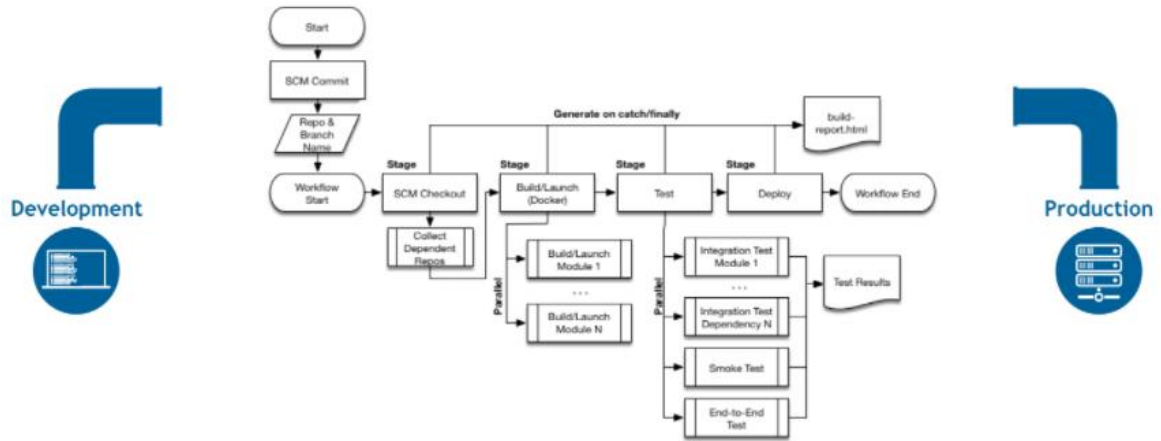 Start
SCM Commit
Repo &
Branch
Name
Generate on catch/finally
build-
report.html
Stage
Stage
Stage
Stage
Workflow
Start
SCM Checkout
Build/Launch
(Docker)
Test
Deploy
Workflow End
Development
Production
Collect
Dependent
Repos
Parallel
Build/Launch
Module 1
...
Build/Launch
Module N
Parallel
Integration Test
Module 1
...
Integration Test
Dependency N
Smoke Test
End-to-End
Test
Test Results